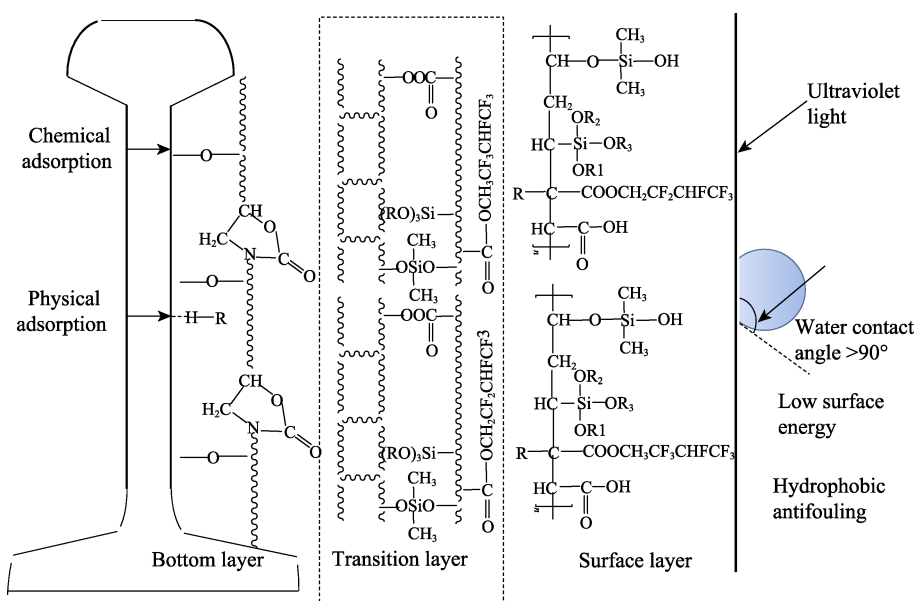 Chemical
adsorption
Physical
adsorption
O
CH
O
H₂C
N
C
O
O
H
R
CH
O
H₂C
N
C
O
O
Bottom layer
OOC
O
(RO)₃Si
CH₃
OSiO
CH₃
C
O
OCH₃CF₃CHFCF₃
OOC
O
(RO)₃Si
CH₃
OSiO
CH₃
C
O
OCH₂CF₂CHFCF³
Transition layer
CH₃
CH—O—Si—OH
CH₃
CH₂
OR₂
HC—Si—OR₃
OR1
R—C—COOCH₂CF₂CHFCF₃
HC—C—OH
n
O
CH₃
CH—O—Si—OH
CH₃
CH₂
OR₂
HC—Si—OR₃
OR1
R—C—COOCH₃CF₃CHFCF₃
HC—C—OH
n
O
Surface layer
Ultraviolet
light
Water contact
angle >90°
Low surface
energy
Hydrophobic
antifouling